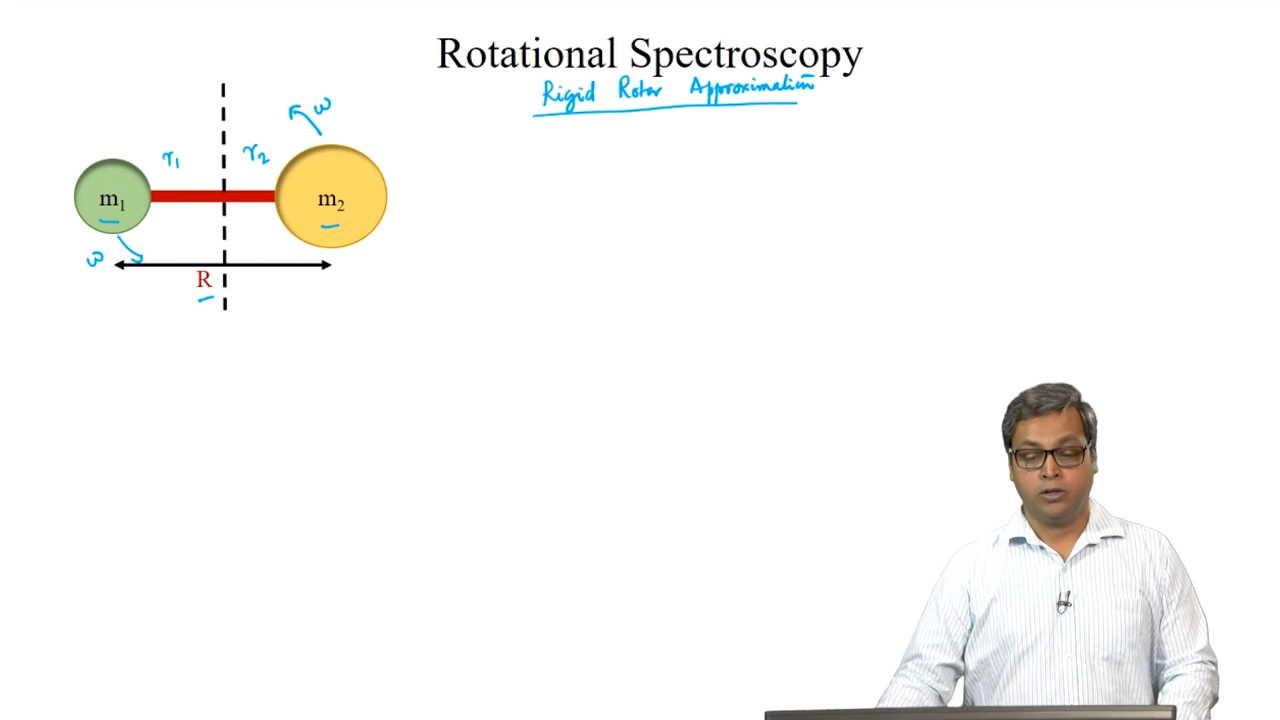 Rotational Spectroscopy
Rigid Rotor Approximation
ω
r₁ r₂
m₁ m₂
ω
R